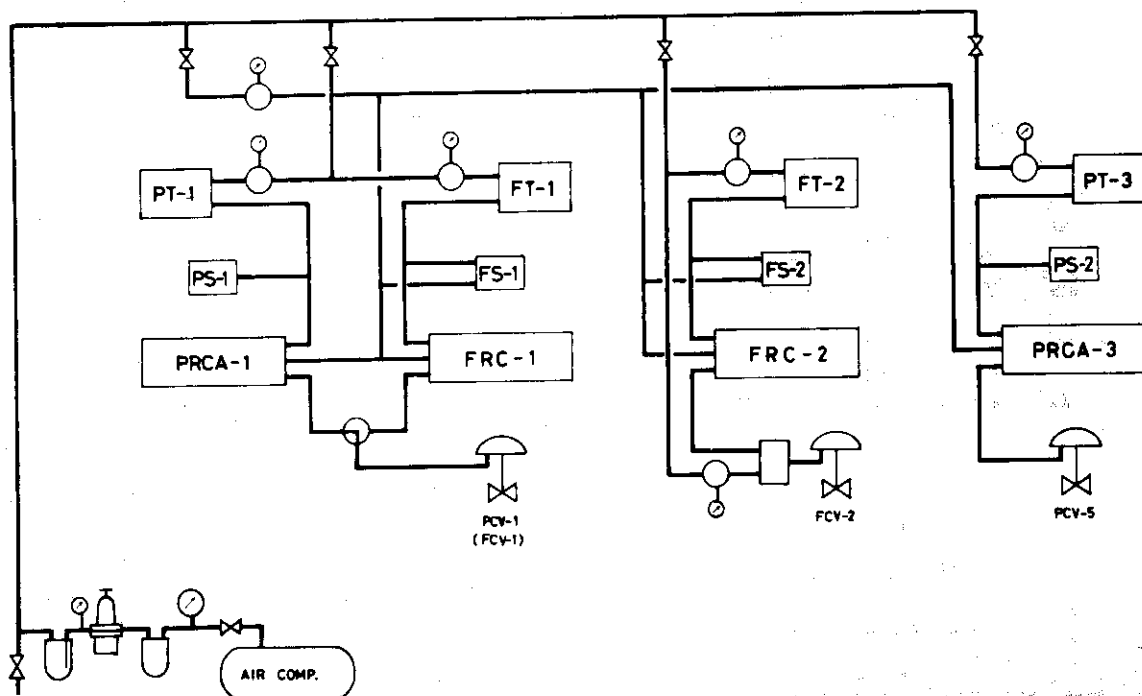 PT-1
FT-1
FT-2
PT-3
PS-1
FS-1
FS-2
PS-2
PRCA-1
FRC-1
FRC-2
PRCA-3
PCV-1
(FCV-1)
FCV-2
PCV-5
AIR COMP.